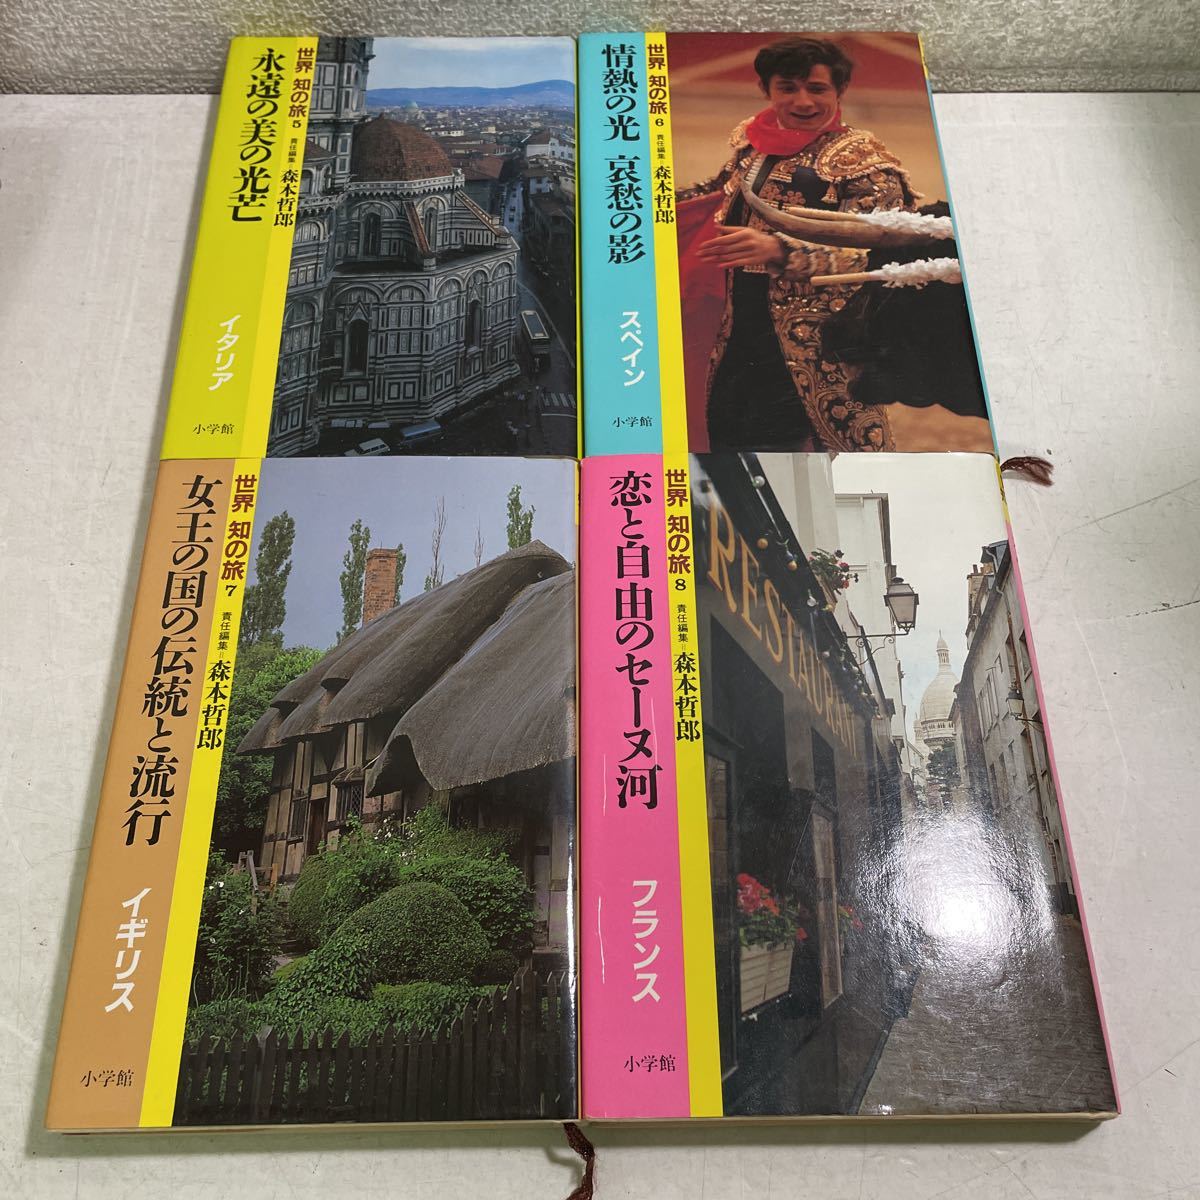 世界 知の旅 5
責任編集=森本哲郎
永遠の美の光芒
イタリア
小学館
世界 知の旅 6
責任編集=森本哲郎
情熱の光 哀愁の影
スペイン
小学館
世界 知の旅 7
責任編集=森本哲郎
女王の国の伝統と流行
イギリス
小学館
世界 知の旅 8
責任編集=森本哲郎
恋と自由のセーヌ河
フランス
小学館
RESTAURANT